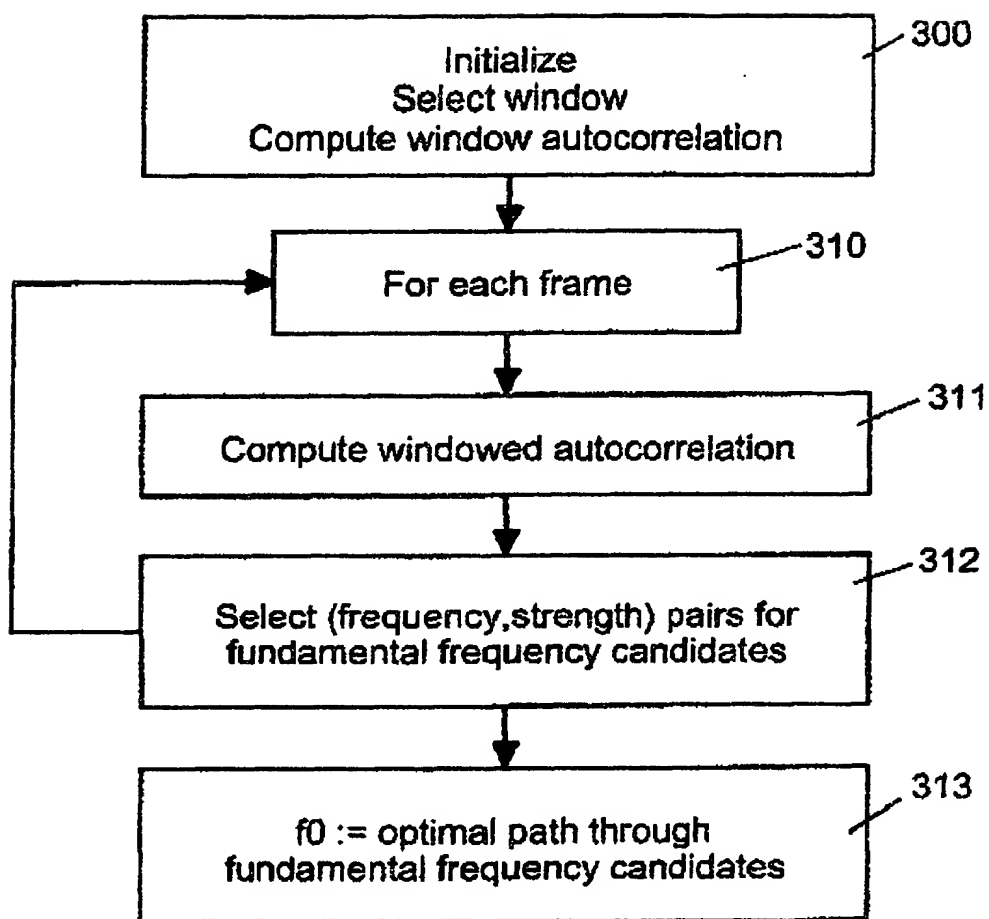 300
Initialize
Select window
Compute window autocorrelation
310
For each frame
311
Compute windowed autocorrelation
312
Select (frequency,strength) pairs for
fundamental frequency candidates
313
f0 := optimal path through
fundamental frequency candidates